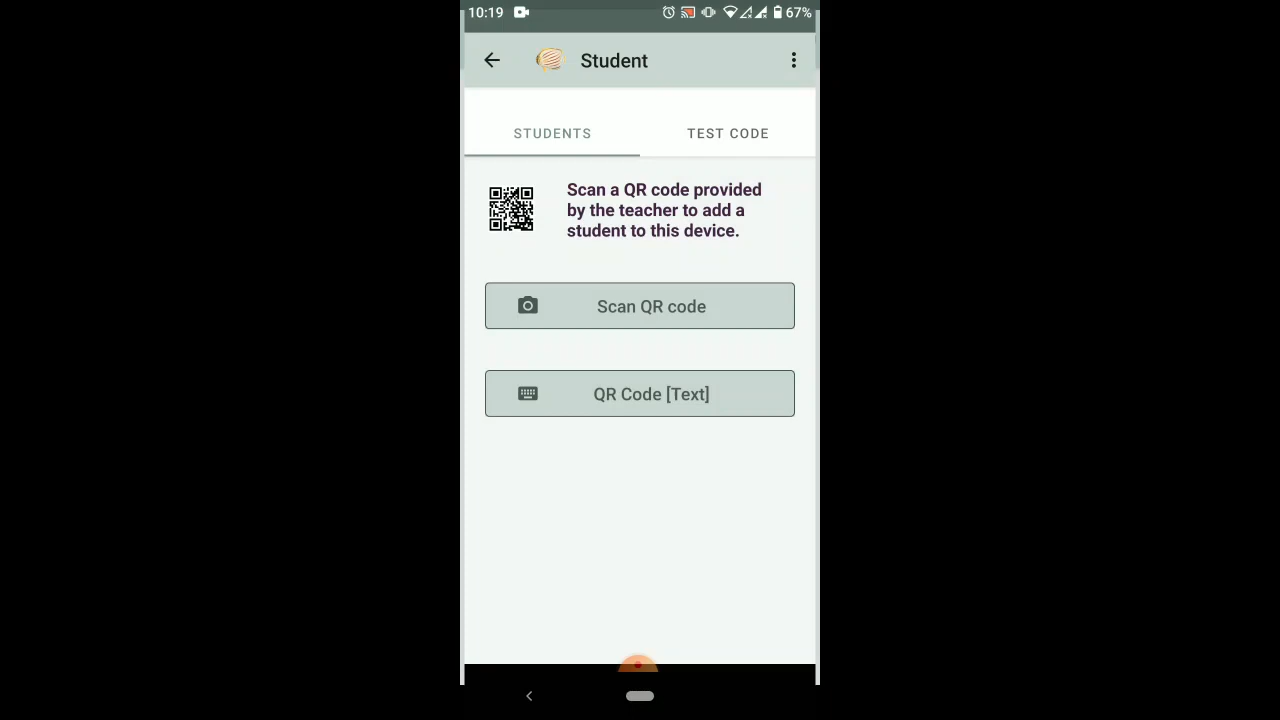 10:19
67%
Student
STUDENTS
TEST CODE
Scan a QR code provided
by the teacher to add a
student to this device.
Scan QR code
QR Code [Text]